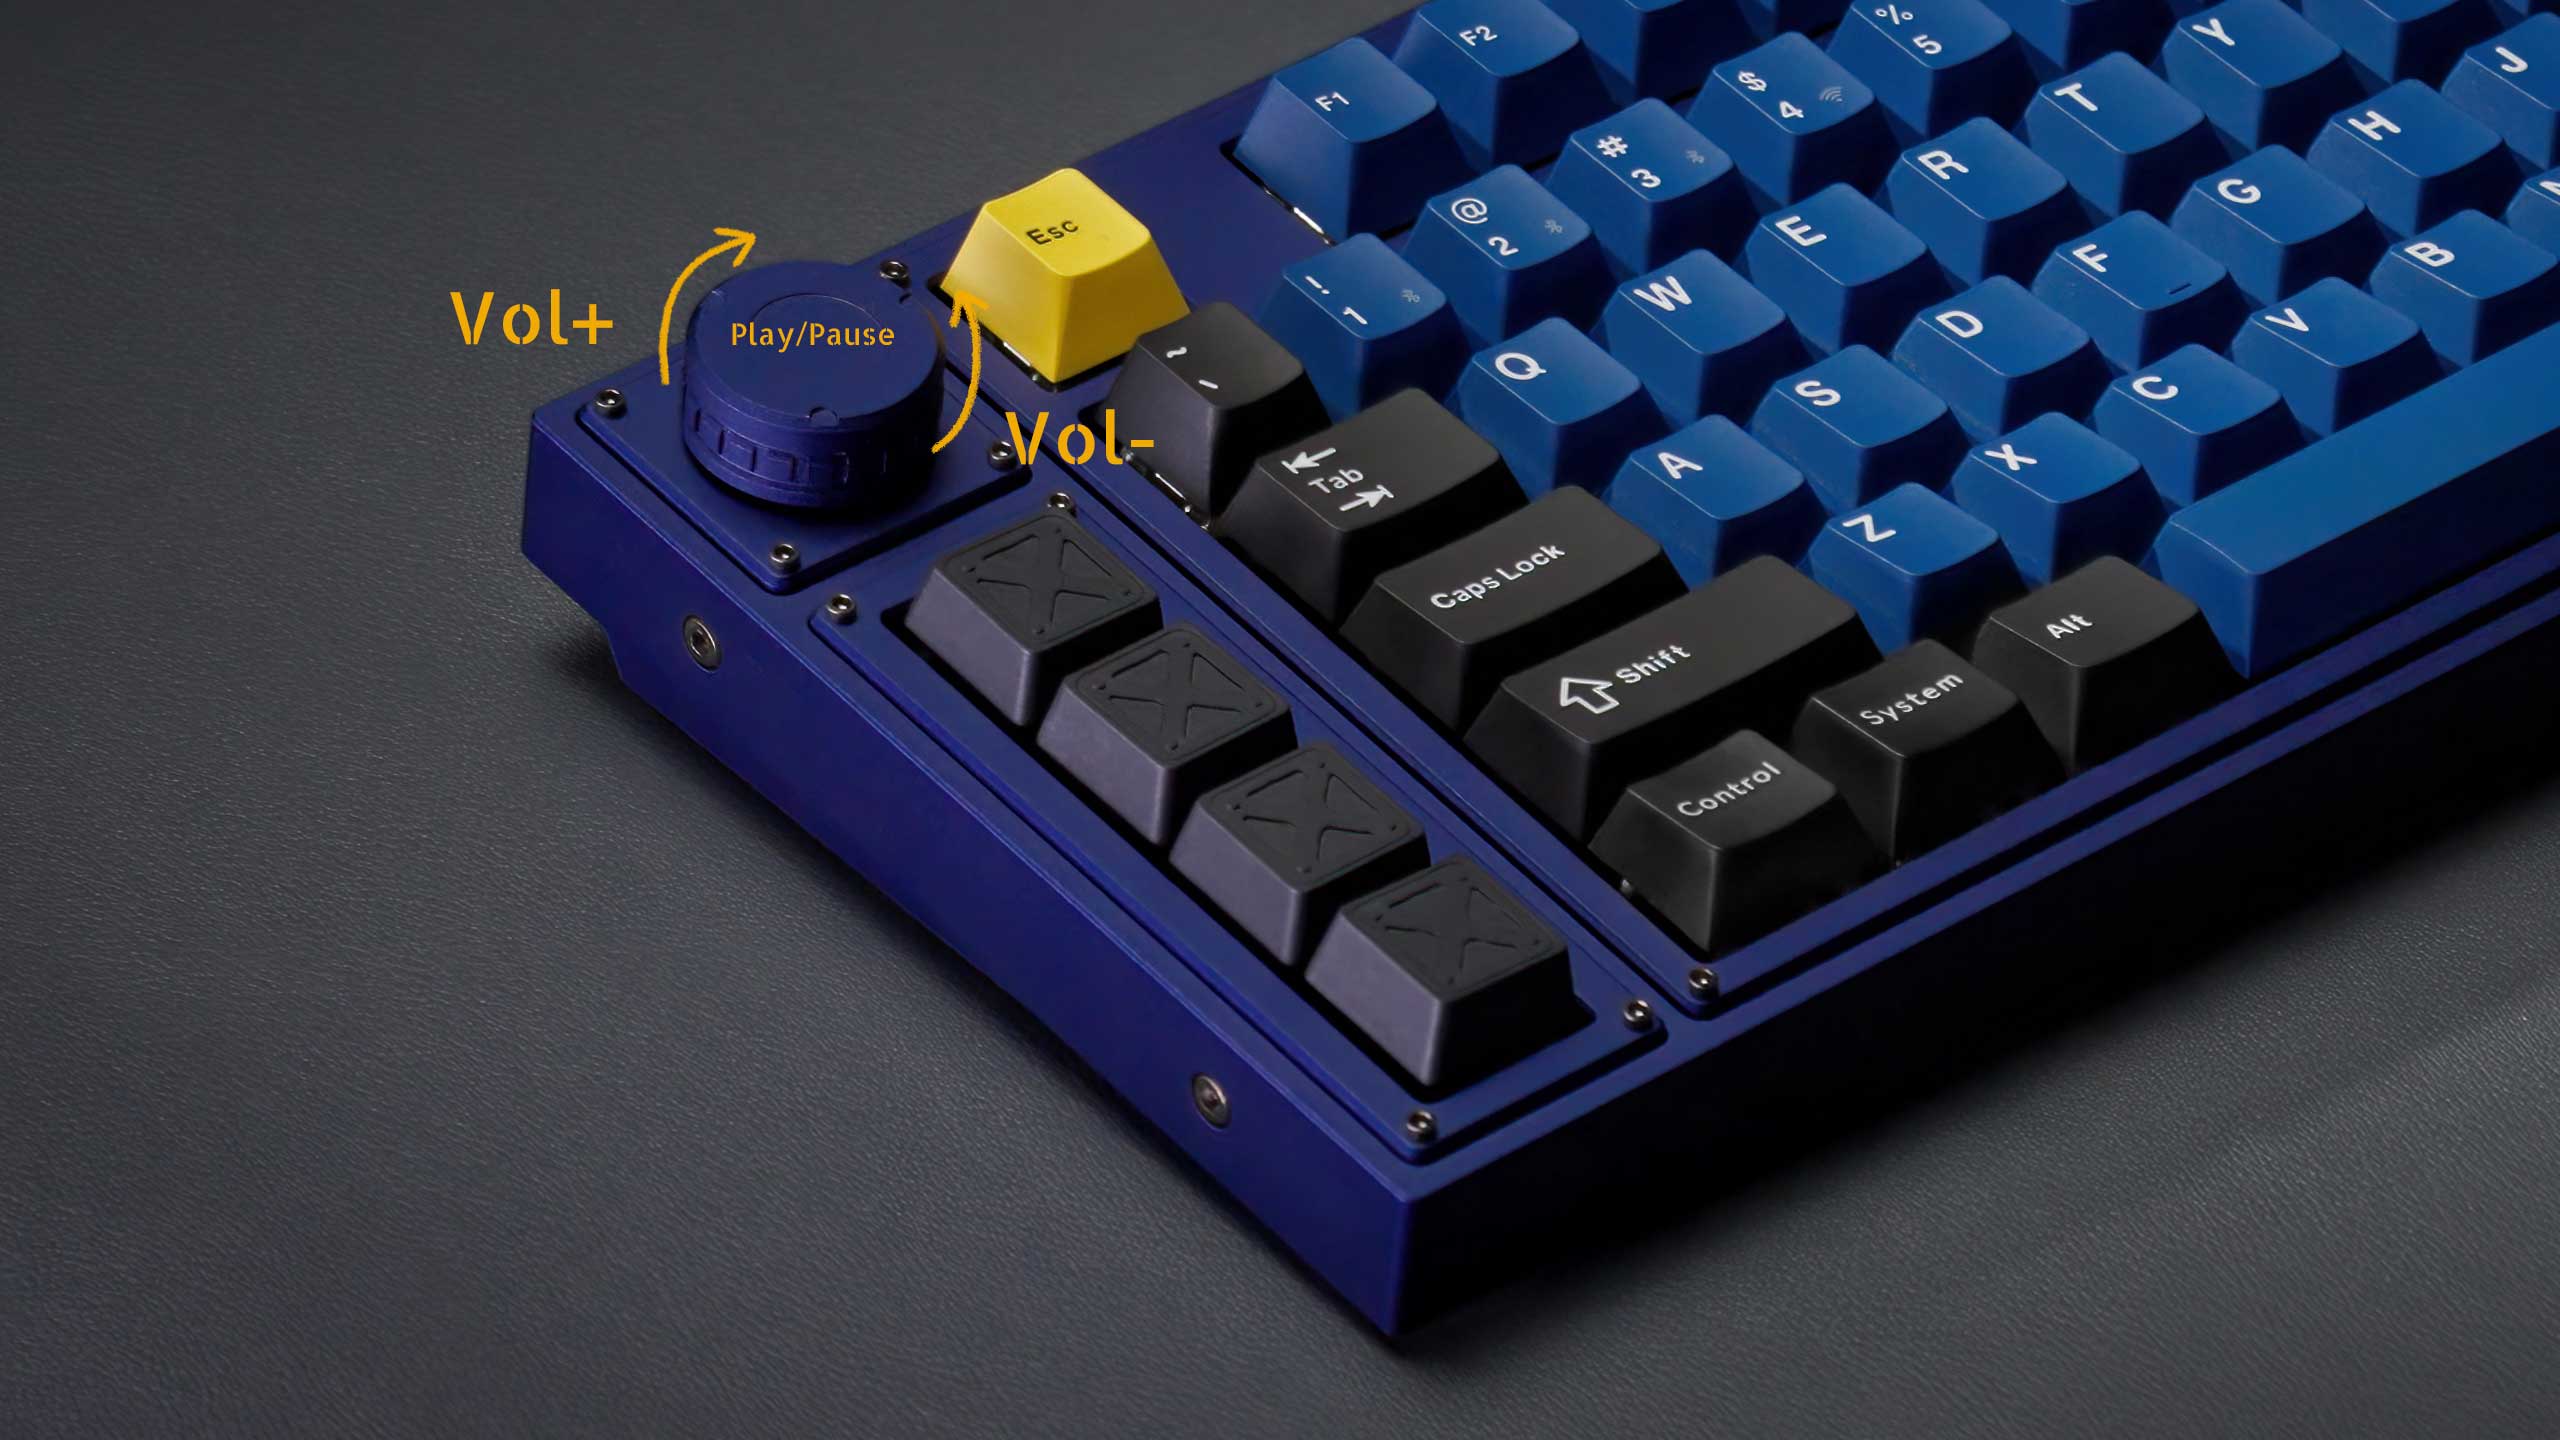 Vol+
Play/Pause
Vol-
Esc
F1
F2
! 1
@ 2
# 3
$ 4
% 5
Tab
Q
W
E
R
T
Y
Caps Lock
A
S
D
F
G
H
J
Shift
Z
X
C
V
B
Control
System
Alt